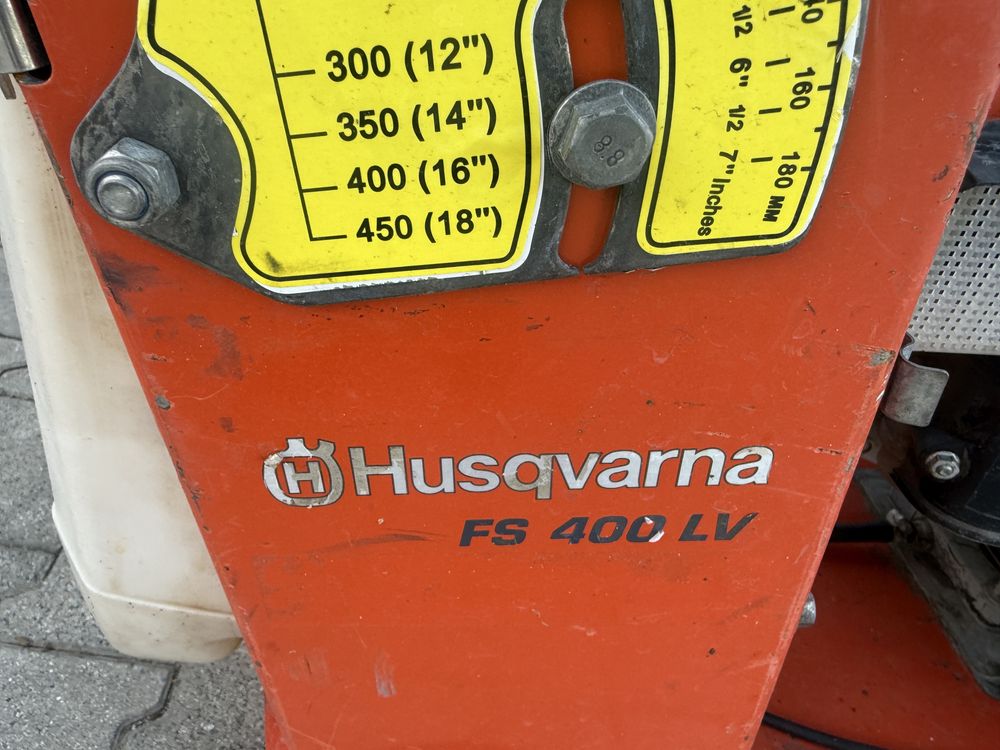 300 (12")
350 (14")
400 (16")
450 (18")
8.8
1/2 6" 1/2 7" Inches
160 180 MM
H Husqvarna
FS 400 LV